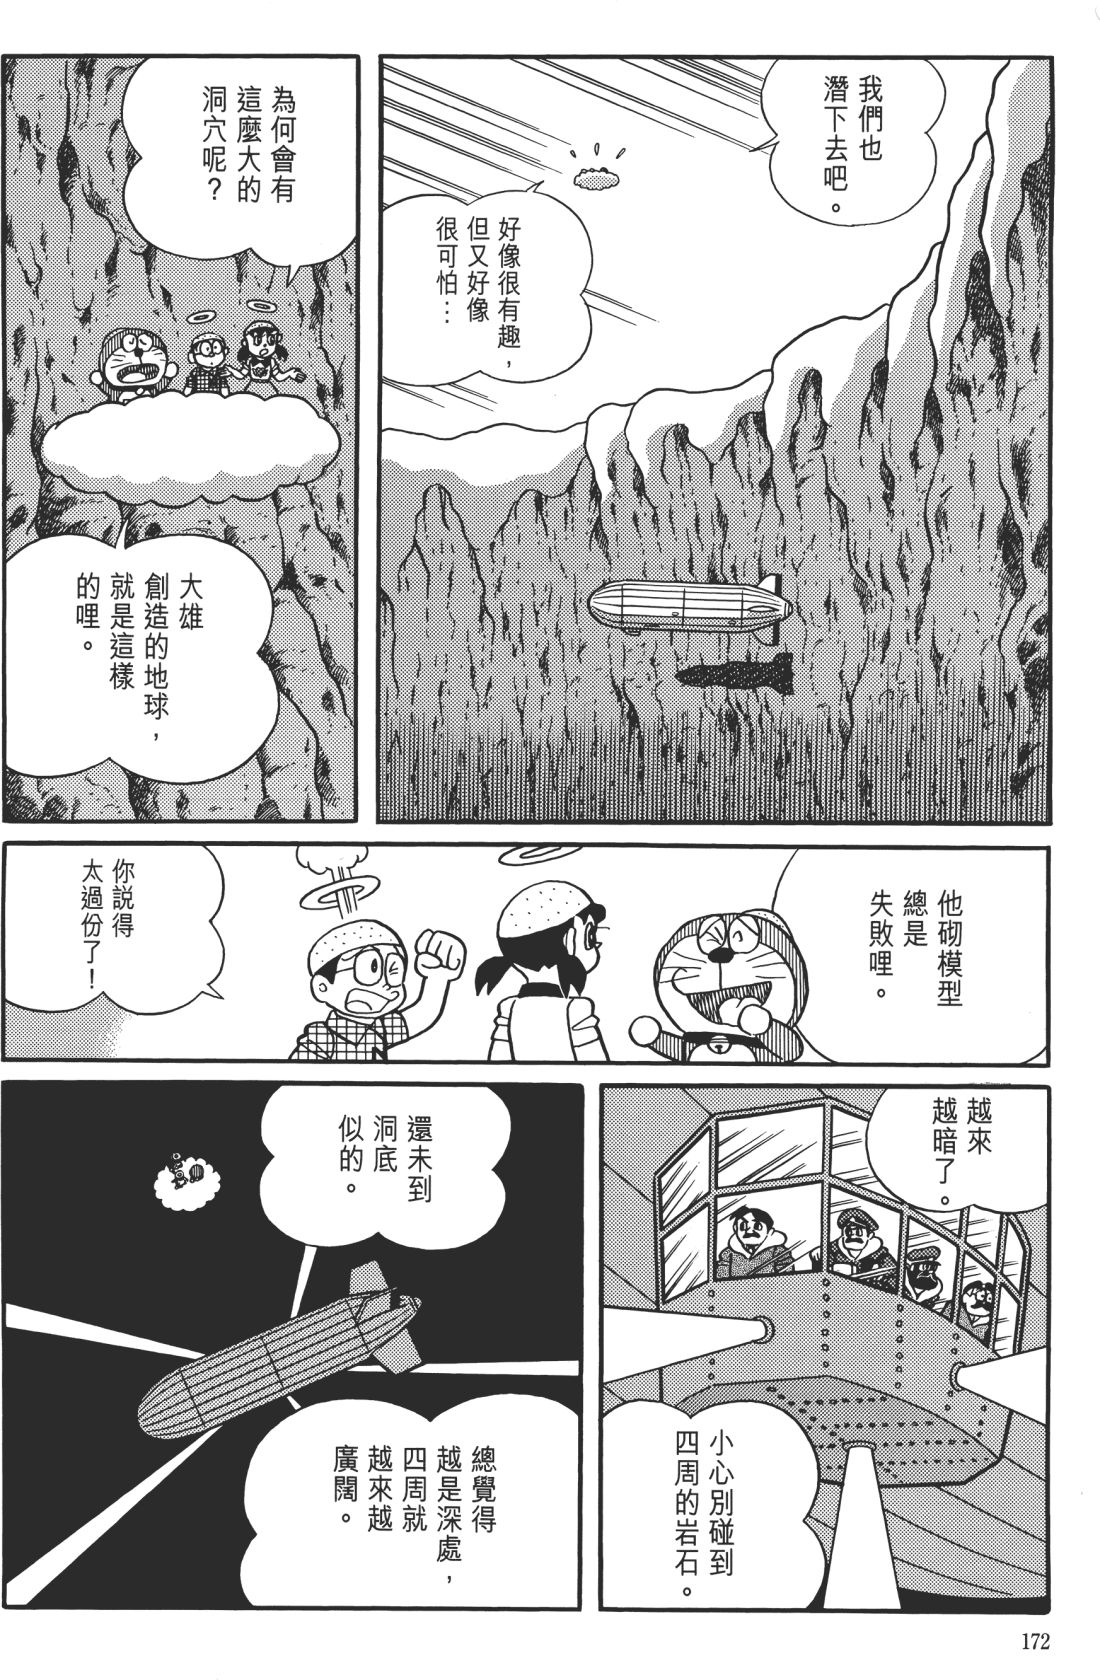 我們也
潛下去吧。
好像很有趣，
但又好像
很可怕…
為何會有
這麼大的
洞穴呢？
大雄
創造的地球，
就是這樣
的哩。
他砌模型
總是
失敗哩。
你説得
太過份了！
越來
越暗了。
小心別碰到
四周的岩石。
還未到
洞底
似的。
總覺得
越是深處，
四周就
越來越
廣闊。
172